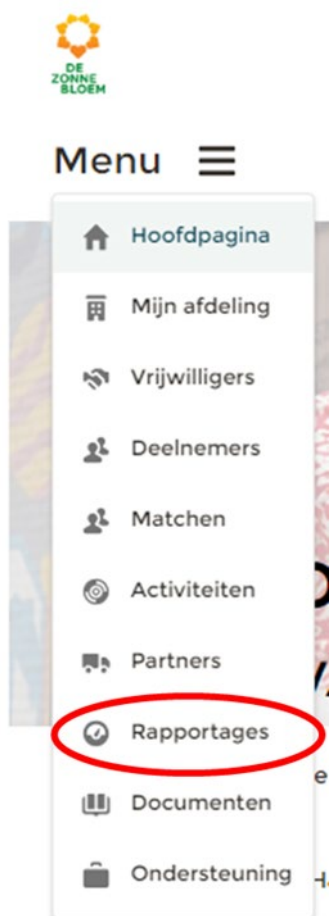 DE
ZONNE
BLOEM
Menu
Hoofdpagina
Mijn afdeling
Vrijwilligers
Deelnemers
Matchen
Activiteiten
Partners
Rapportages
Documenten
Ondersteuning